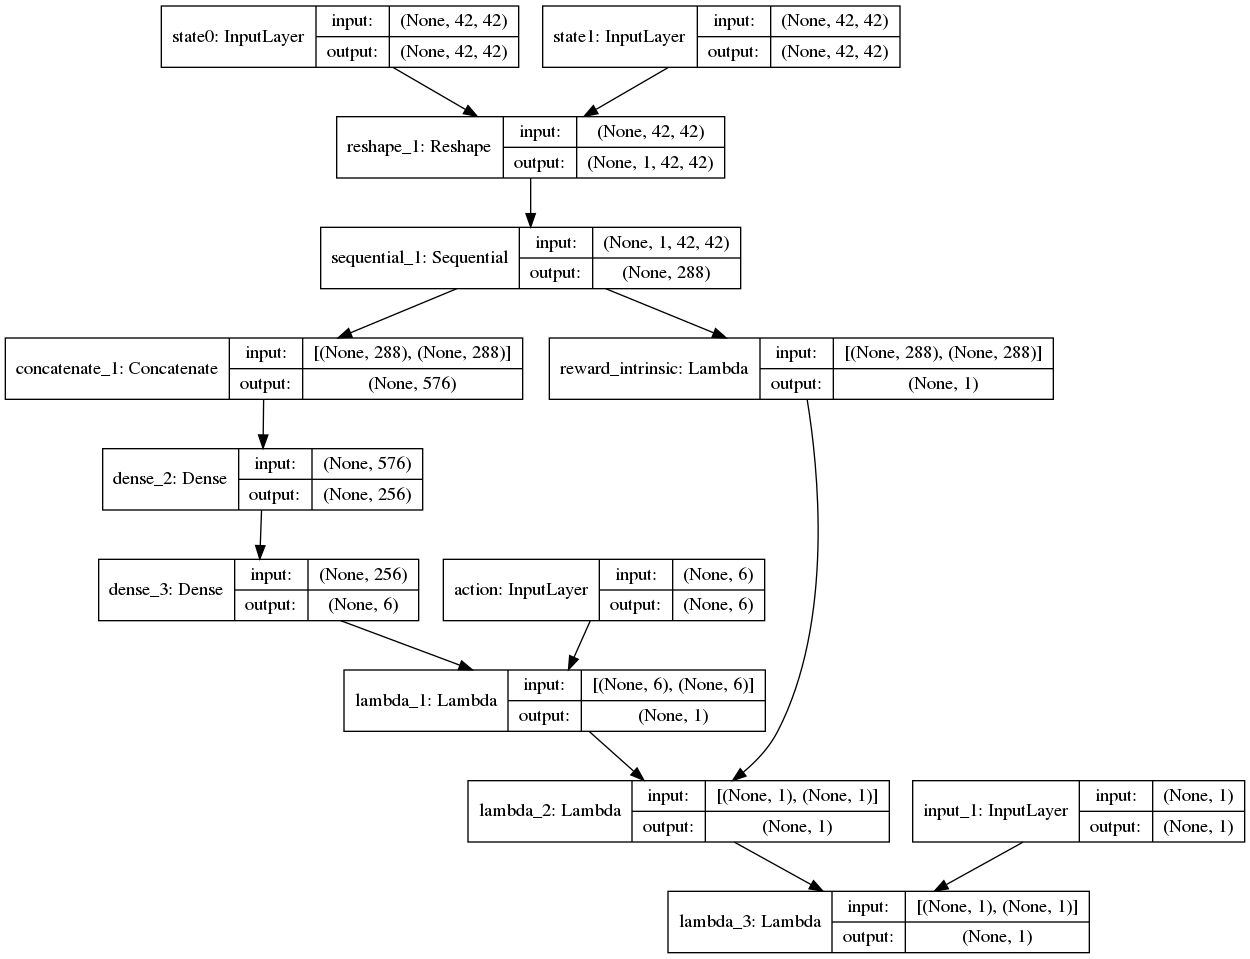 state0: InputLayer
input:
(None, 42, 42)
output:
(None, 42, 42)
state1: InputLayer
input:
(None, 42, 42)
output:
(None, 42, 42)
reshape_1: Reshape
input:
(None, 42, 42)
output:
(None, 1, 42, 42)
sequential_1: Sequential
input:
(None, 1, 42, 42)
output:
(None, 288)
concatenate_1: Concatenate
input:
[(None, 288), (None, 288)]
output:
(None, 576)
reward_intrinsic: Lambda
input:
[(None, 288), (None, 288)]
output:
(None, 1)
dense_2: Dense
input:
(None, 576)
output:
(None, 256)
dense_3: Dense
input:
(None, 256)
output:
(None, 6)
action: InputLayer
input:
(None, 6)
output:
(None, 6)
lambda_1: Lambda
input:
[(None, 6), (None, 6)]
output:
(None, 1)
lambda_2: Lambda
input:
[(None, 1), (None, 1)]
output:
(None, 1)
input_1: InputLayer
input:
(None, 1)
output:
(None, 1)
lambda_3: Lambda
input:
[(None, 1), (None, 1)]
output:
(None, 1)